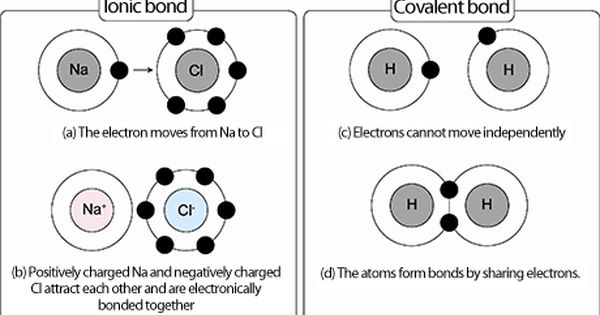 Ionic bond
Na
Cl
(a) The electron moves from Na to Cl
Na⁺
Cl⁻
(b) Positively charged Na and negatively charged
Cl attract each other and are electronically
bonded together
Covalent bond
H
H
(c) Electrons cannot move independently
H
H
(d) The atoms form bonds by sharing electrons.